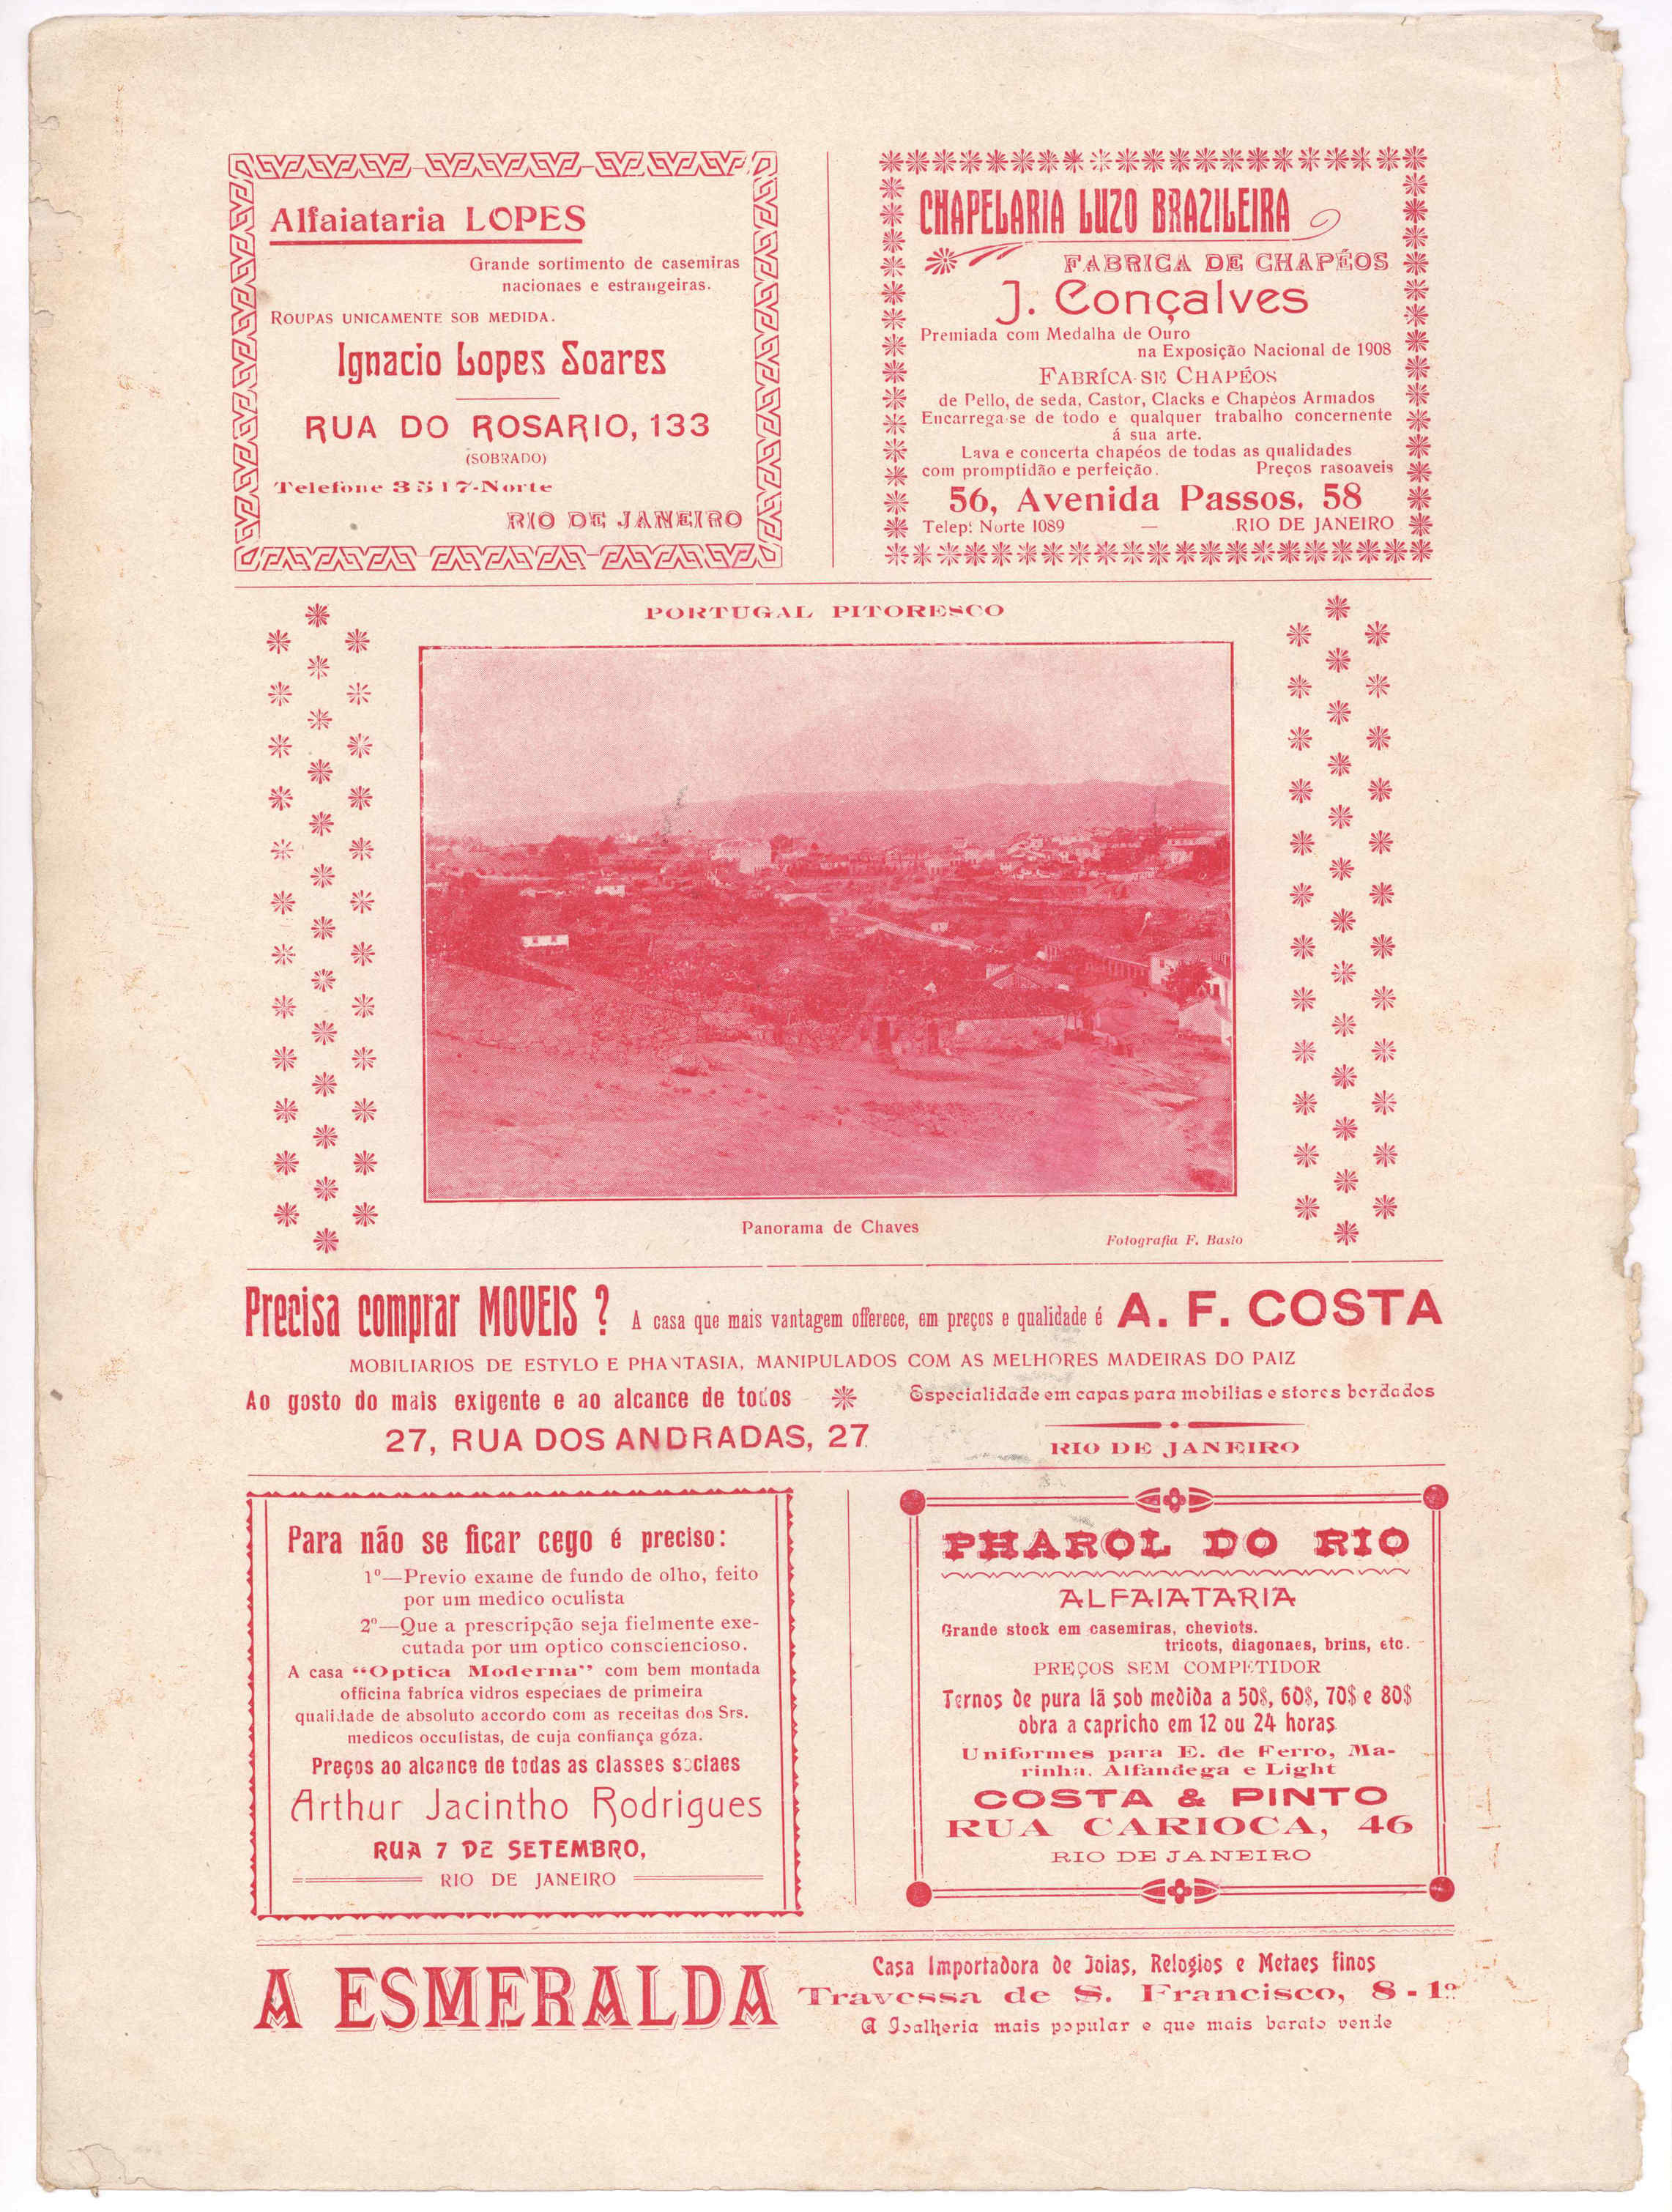 Alfaiataria LOPES
Grande sortimento de casemiras
nacionaes e estrangeiras.
ROUPAS UNICAMENTE SOB MEDIDA.
Ignacio Lopes Soares
RUA DO ROSARIO, 133
(SOBRADO)
Telefone 3517-Norte
RIO DE JANEIRO
CHAPELARIA LUZO BRAZILEIRA
FABRICA DE CHAPÉOS
J. Gonçalves
Premiada com Medalha de Ouro
na Exposição Nacional de 1908
FABRÍCA-SE CHAPÉOS
de Pello, de seda, Castor, Clacks e Chapèos Armados
Encarrega-se de todo e qualquer trabalho concernente
á sua arte.
Lava e concerta chapéos de todas as qualidades
com promptidão e perfeição. Preços rasoaveis
56, Avenida Passos, 58
Telep! Norte 1089 — RIO DE JANEIRO
PORTUGAL PITORESCO
Panorama de Chaves
Fotografia F. Basto
Precisa comprar MOVEIS ? A casa que mais vantagem offerece, em preços e qualidade é A. F. COSTA
MOBILIARIOS DE ESTYLO E PHANTASIA, MANIPULADOS COM AS MELHORES MADEIRAS DO PAIZ
Ao gosto do mais exigente e ao alcance de todos Especialidade em capas para mobilias e stores bordados
27, RUA DOS ANDRADAS, 27 RIO DE JANEIRO
Para não se ficar cego é preciso:
1º—Previo exame de fundo de olho, feito
por um medico oculista
2º—Que a prescripção seja fielmente exe-
cutada por um optico consciencioso.
A casa “Optica Moderna” com bem montada
officina fabríca vidros especiaes de primeira
qualidade de absoluto accordo com as receitas dos Srs.
medicos occulistas, de cuja confiança góza.
Preços ao alcance de todas as classes sociaes
Arthur Jacintho Rodrigues
RUA 7 DE SETEMBRO,
RIO DE JANEIRO
PHAROL DO RIO
ALFAIATARIA
Grande stock em casemiras, cheviots.
tricots, diagonaes, brins, etc.
PREÇOS SEM COMPETIDOR
Ternos de pura lã sob medida a 50$, 60$, 70$ e 80$
obra a capricho em 12 ou 24 horas
Uniformes para E. de Ferro, Ma-
rinha, Alfandega e Light
COSTA & PINTO
RUA CARIOCA, 46
RIO DE JANEIRO
A ESMERALDA
Casa Importadora de Joias, Relogios e Metaes finos
Travessa de S. Francisco, 8 - 1º
A Joalheria mais popular e que mais barato vende